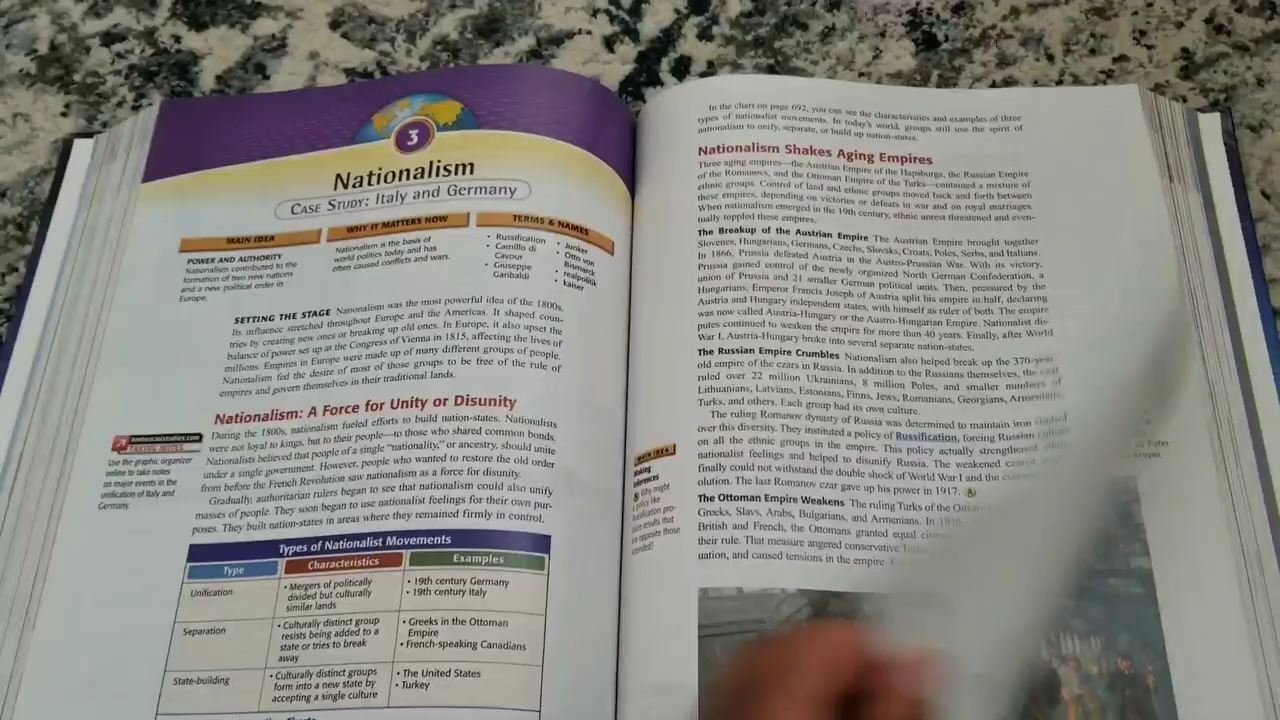 3
Nationalism
CASE STUDY: Italy and Germany
MAIN IDEA
WHY IT MATTERS NOW
TERMS & NAMES
POWER AND AUTHORITY
Nationalism contributed to the
formation of two new nations
and a new political order in
Europe.
Nationalism is the basis of
world politics today and has
often caused conflicts and wars.
• Russification
• Camillo di
Cavour
• Giuseppe
Garibaldi
• Junker
• Otto von
Bismarck
• realpolitik
• kaiser
SETTING THE STAGE Nationalism was the most powerful idea of the 1800s.
Its influence stretched throughout Europe and the Americas. It shaped coun-
tries by creating new ones or breaking up old ones. In Europe, it also upset the
balance of power set up at the Congress of Vienna in 1815, affecting the lives of
millions. Empires in Europe were made up of many different groups of people.
Nationalism fed the desire of most of those groups to be free of the rule of
empires and govern themselves in their traditional lands.
Nationalism: A Force for Unity or Disunity
During the 1800s, nationalism fueled efforts to build nation-states. Nationalists
were not loyal to kings, but to their people—to those who shared common bonds.
Nationalists believed that people of a single "nationality," or ancestry, should unite
under a single government. However, people who wanted to restore the old order
from before the French Revolution saw nationalism as a force for disunity.
Gradually, authoritarian rulers began to see that nationalism could also unify
masses of people. They soon began to use nationalist feelings for their own pur-
poses. They built nation-states in areas where they remained firmly in control.
hmhsocialstudies.com
TAKING NOTES
Use the graphic organizer
online to take notes
on major events in the
unification of Italy and
Germany.
Types of Nationalist Movements
Type
Characteristics
Examples
Unification
• Mergers of politically
divided but culturally
similar lands
• 19th century Germany
• 19th century Italy
Separation
• Culturally distinct group
resists being added to a
state or tries to break
away
• Greeks in the Ottoman
Empire
• French-speaking Canadians
State-building
• Culturally distinct groups
form into a new state by
accepting a single culture
• The United States
• Turkey
In the chart on page 692, you can see the characteristics and examples of three
types of nationalist movements. In today's world, groups still use the spirit of
nationalism to unify, separate, or build up nation-states.
Nationalism Shakes Aging Empires
Three aging empires—the Austrian Empire of the Hapsburgs, the Russian Empire
of the Romanovs, and the Ottoman Empire of the Turks—contained a mixture of
ethnic groups. Control of land and ethnic groups moved back and forth between
these empires, depending on victories or defeats in war and on royal marriages.
When nationalism emerged in the 19th century, ethnic unrest threatened and even-
tually toppled these empires.
The Breakup of the Austrian Empire The Austrian Empire brought together
Slovenes, Hungarians, Germans, Czechs, Slovaks, Croats, Poles, Serbs, and Italians.
In 1866, Prussia defeated Austria in the Austro-Prussian War. With its victory,
Prussia gained control of the newly organized North German Confederation, a
union of Prussia and 21 smaller German political units. Then, pressured by the
Hungarians, Emperor Francis Joseph of Austria split his empire in half, declaring
Austria and Hungary independent states, with himself as ruler of both. The empire
was now called Austria-Hungary or the Austro-Hungarian Empire. Nationalist dis-
putes continued to weaken the empire for more than 40 years. Finally, after World
War I, Austria-Hungary broke into several separate nation-states.
The Russian Empire Crumbles Nationalism also helped break up the 370-year-
old empire of the czars in Russia. In addition to the Russians themselves, the czar
ruled over 22 million Ukrainians, 8 million Poles, and smaller numbers of
Lithuanians, Latvians, Estonians, Finns, Jews, Romanians, Georgians, Armenians,
Turks, and others. Each group had its own culture.
The ruling Romanov dynasty of Russia was determined to maintain iron control
over this diversity. They instituted a policy of Russification, forcing Russian culture
on all the ethnic groups in the empire. This policy actually strengthened
nationalist feelings and helped to disunify Russia. The weakened czarist
finally could not withstand the double shock of World War I and the
olution. The last Romanov czar gave up his power in 1917. A
MAIN IDEA
Making
Inferences
A Why might
a policy like
Russification pro-
duce results that
are opposite those
intended?
The Ottoman Empire Weakens The ruling Turks of the
Greeks, Slavs, Arabs, Bulgarians, and Armenians. In
British and French, the Ottomans granted equal
their rule. That measure angered conservative
uation, and caused tensions in the empire.
Peter